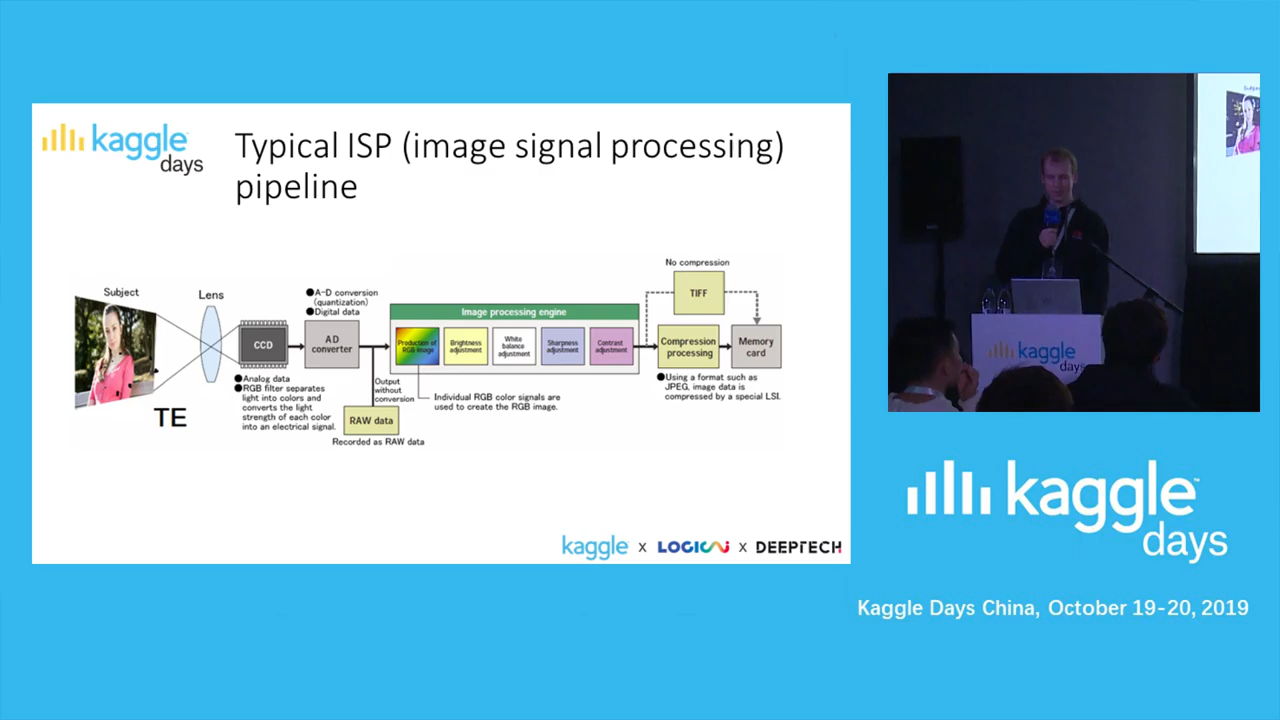 kaggle
days
Typical ISP (image signal processing)
pipeline
Subject
TE
Lens
CCD
●Analog data
●RGB filter separates
light into colors and
converts the light
strength of each color
into an electrical signal.
●A-D conversion
(quantization)
●Digital data
AD
converter
Output
without
conversion
RAW data
Recorded as RAW data
Image processing engine
Production of
RGB image
Brightness
adjustment
White
balance
adjustment
Sharpness
adjustment
Contrast
adjustment
Individual RGB color signals are
used to create the RGB image.
No compression
TIFF
Compression
processing
Memory
card
●Using a format such as
JPEG, image data is
compressed by a special LSI.
kaggle x LOGICAI x DEEPTECH
kaggle
days
kaggle
days
Kaggle Days China, October 19-20, 2019